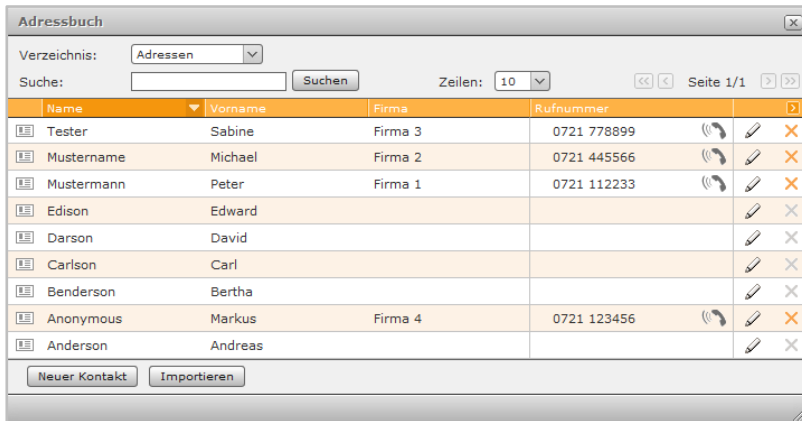 Adressbuch
Verzeichnis: Adressen
Suche: Suchen Zeilen: 10 Seite 1/1
Name Vorname Firma Rufnummer
Tester Sabine Firma 3 0721 778899
Mustername Michael Firma 2 0721 445566
Mustermann Peter Firma 1 0721 112233
Edison Edward
Darson David
Carlson Carl
Benderson Bertha
Anonymous Markus Firma 4 0721 123456
Anderson Andreas
Neuer Kontakt Importieren